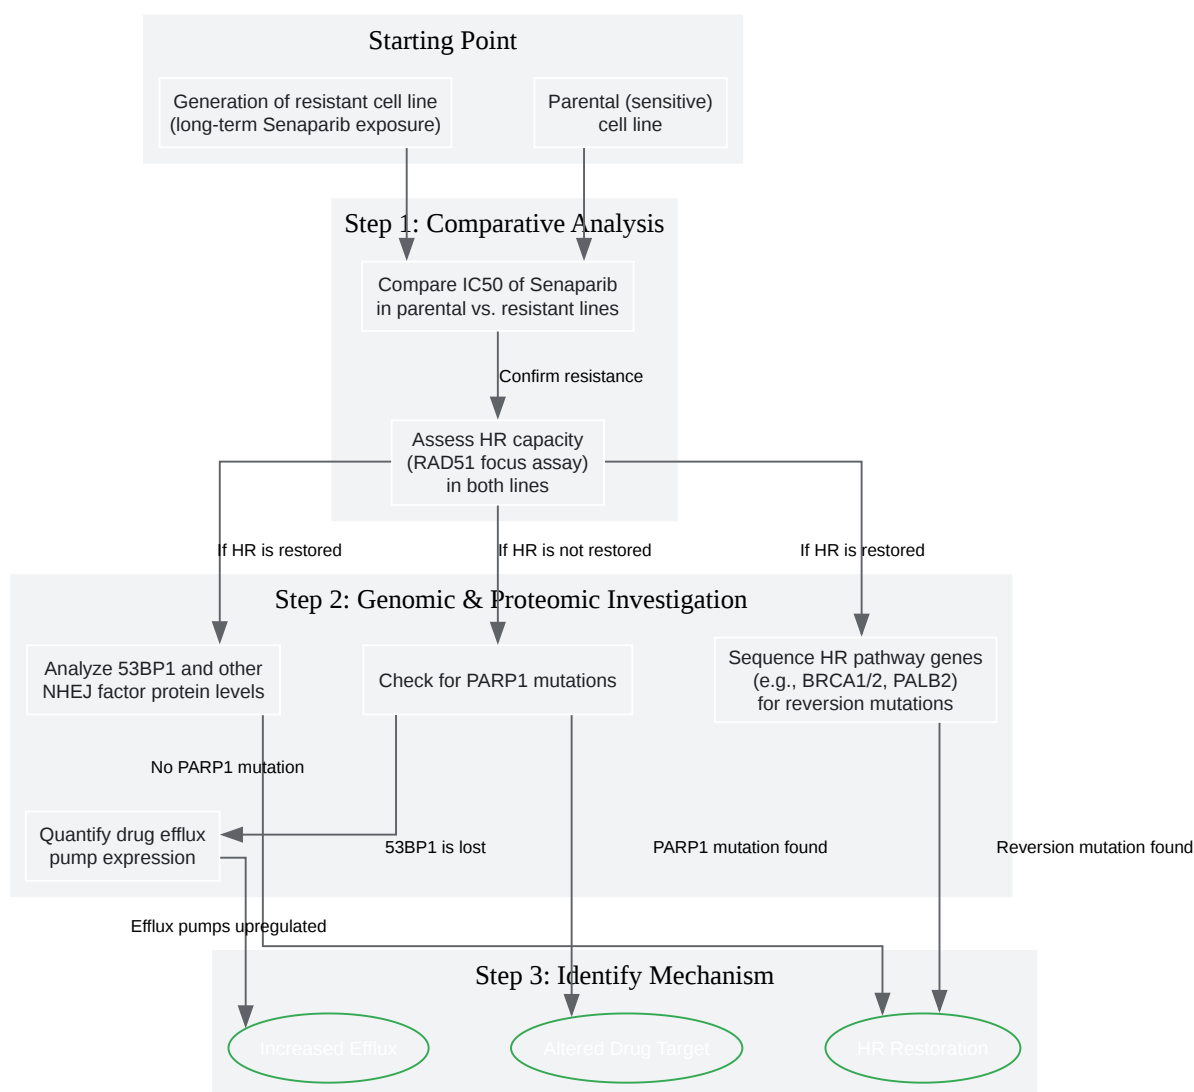 Starting Point
Generation of resistant cell line
(long-term Senaparib exposure)
Parental (sensitive)
cell line
Step 1: Comparative Analysis
Compare IC50 of Senaparib
in parental vs. resistant lines
Confirm resistance
Assess HR capacity
(RAD51 focus assay)
in both lines
If HR is restored
If HR is not restored
If HR is restored
Step 2: Genomic & Proteomic Investigation
Analyze 53BP1 and other
NHEJ factor protein levels
Check for PARP1 mutations
Sequence HR pathway genes
(e.g., BRCA1/2, PALB2)
for reversion mutations
No PARP1 mutation
Quantify drug efflux
pump expression
53BP1 is lost
PARP1 mutation found
Reversion mutation found
Efflux pumps upregulated
Step 3: Identify Mechanism
Increased Efflux
Altered Drug Target
HR Restoration